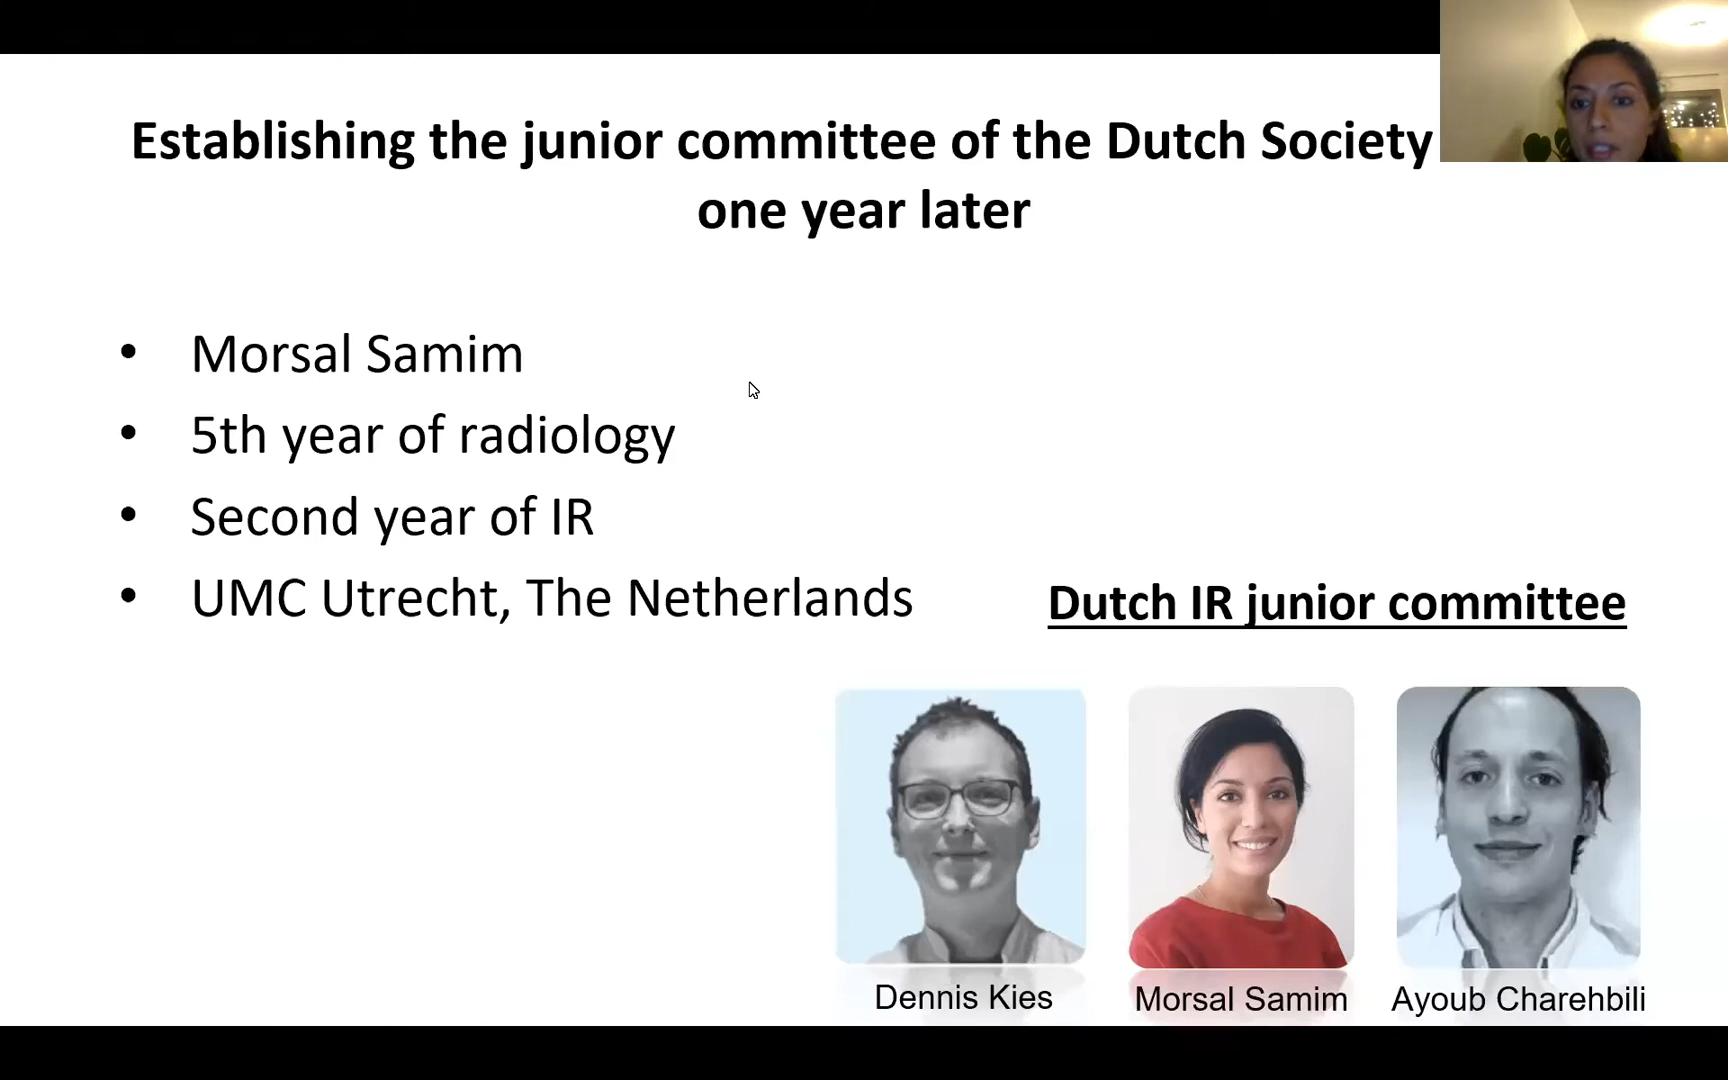 Establishing the junior committee of the Dutch Society
one year later
• Morsal Samim
• 5th year of radiology
• Second year of IR
• UMC Utrecht, The Netherlands
Dutch IR junior committee
Dennis Kies
Morsal Samim
Ayoub Charehbili